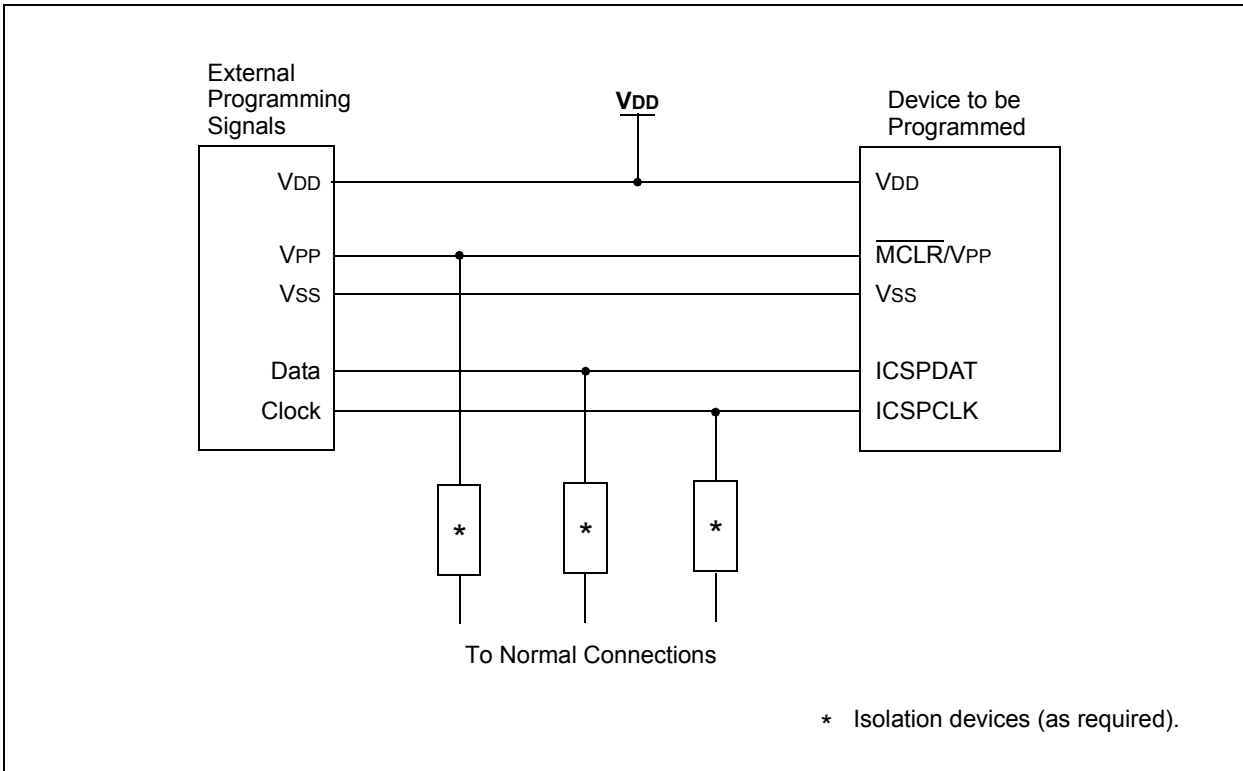 External
Programming
Signals
VDD
Device to be
Programmed
VDD
VDD
VPP
MCLR/VPP
VSS
VSS
Data
ICSPDAT
Clock
ICSPCLK
*
*
*
To Normal Connections
* Isolation devices (as required).